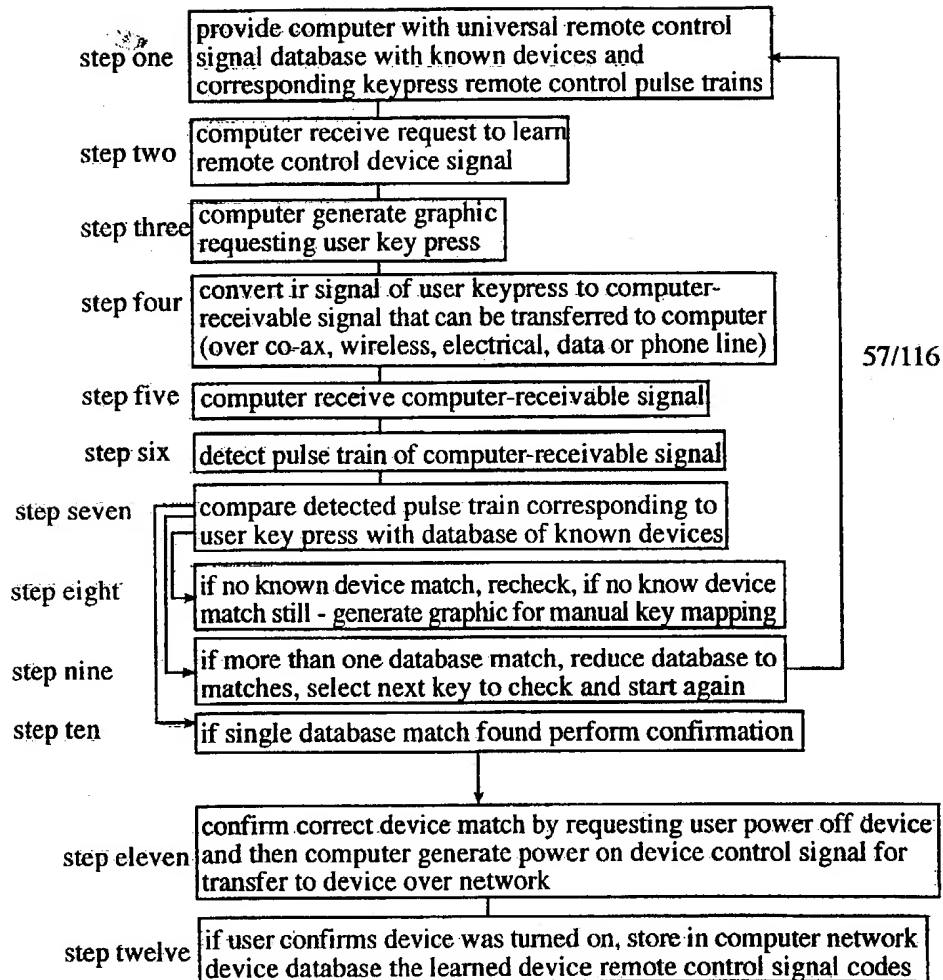 step one
provide computer with universal remote control
signal database with known devices and
corresponding keypress remote control pulse trains
step two
computer receive request to learn
remote control device signal
step three
computer generate graphic
requesting user key press
step four
convert ir signal of user keypress to computer-
receivable signal that can be transferred to computer
(over co-ax, wireless, electrical, data or phone line)
57/116
step five
computer receive computer-receivable signal
step six
detect pulse train of computer-receivable signal
step seven
compare detected pulse train corresponding to
user key press with database of known devices
step eight
if no known device match, recheck, if no know device
match still - generate graphic for manual key mapping
step nine
if more than one database match, reduce database to
matches, select next key to check and start again
step ten
if single database match found perform confirmation
step eleven
confirm correct device match by requesting user power off device
and then computer generate power on device control signal for
transfer to device over network
step twelve
if user confirms device was turned on, store in computer network
device database the learned device remote control signal codes